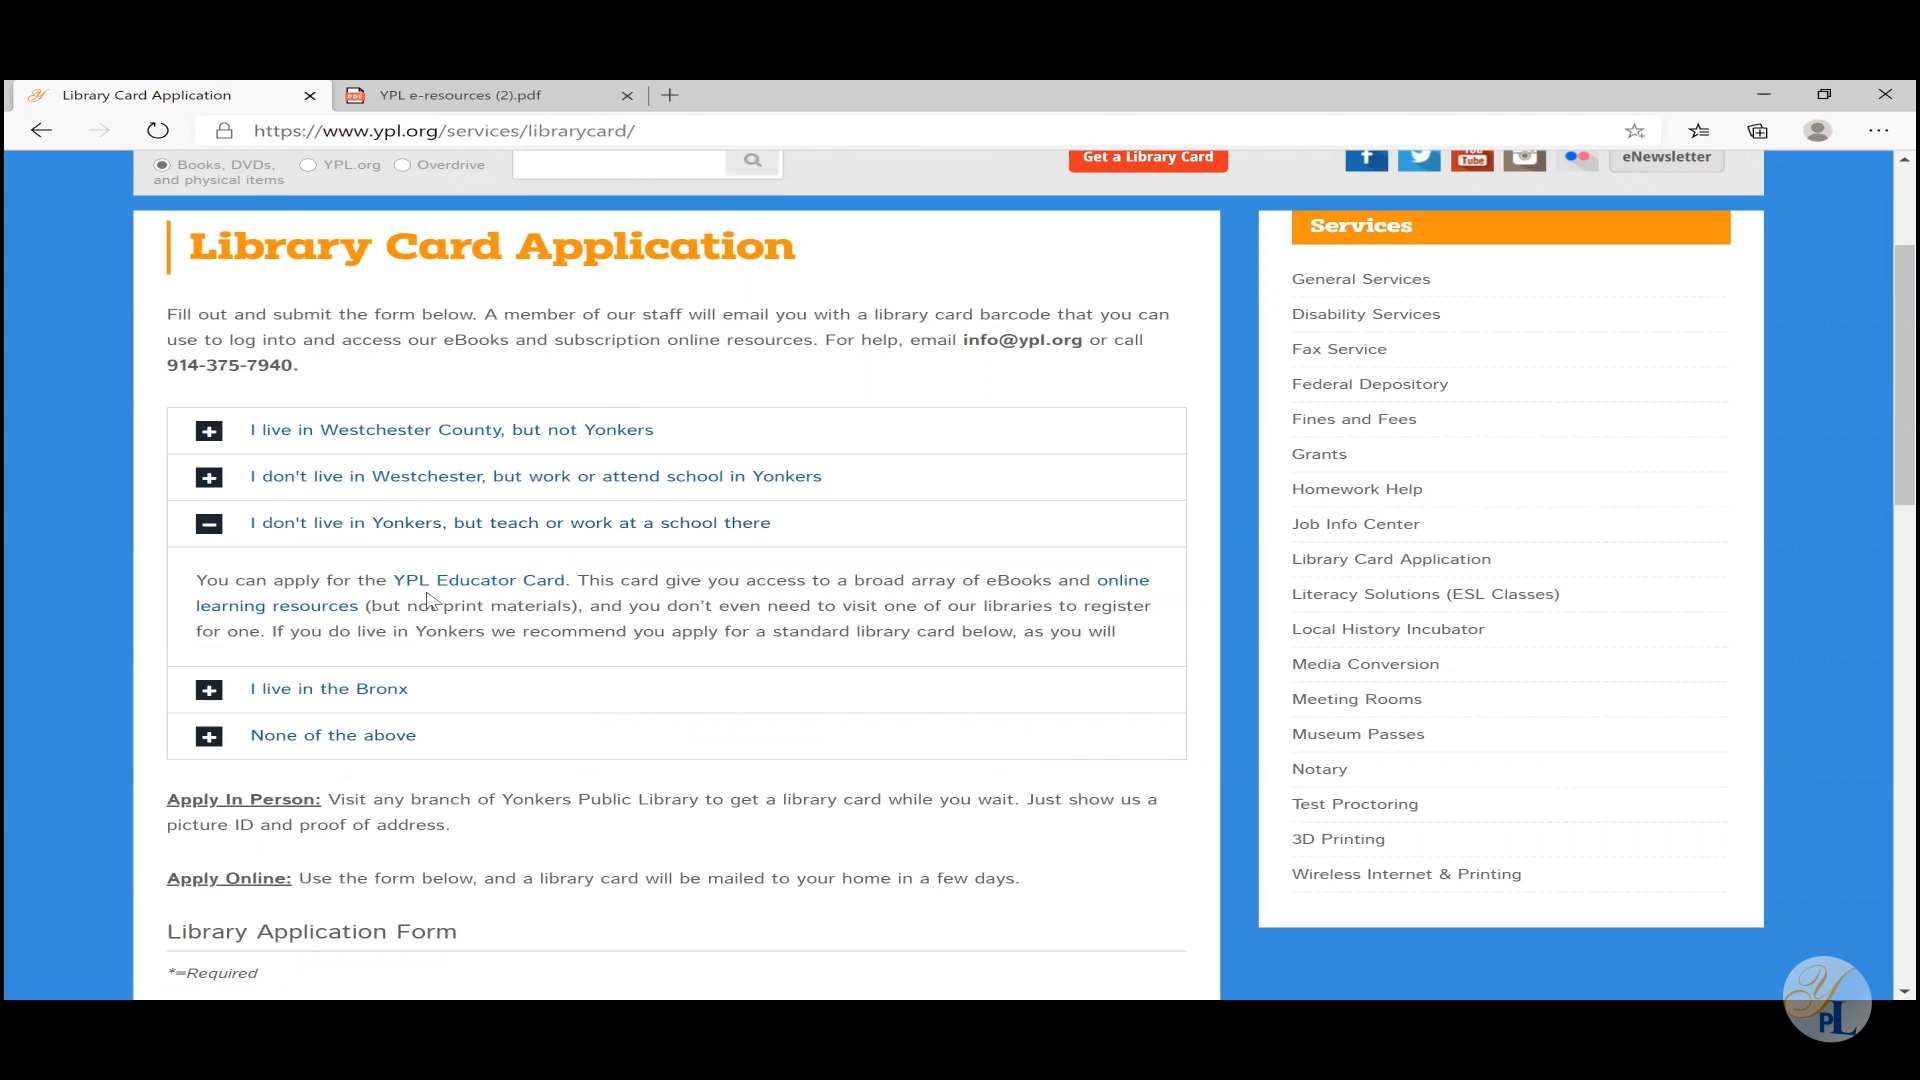 Library Card Application
YPL e-resources (2).pdf
https://www.ypl.org/services/librarycard/
Books, DVDs, and physical items
YPL.org
Overdrive
Get a Library Card
You Tube
eNewsletter
Library Card Application
Fill out and submit the form below. A member of our staff will email you with a library card barcode that you can
use to log into and access our eBooks and subscription online resources. For help, email info@ypl.org or call
914-375-7940.
I live in Westchester County, but not Yonkers
I don't live in Westchester, but work or attend school in Yonkers
I don't live in Yonkers, but teach or work at a school there
You can apply for the YPL Educator Card. This card give you access to a broad array of eBooks and online
learning resources (but not print materials), and you don't even need to visit one of our libraries to register
for one. If you do live in Yonkers we recommend you apply for a standard library card below, as you will
I live in the Bronx
None of the above
Apply In Person: Visit any branch of Yonkers Public Library to get a library card while you wait. Just show us a
picture ID and proof of address.
Apply Online: Use the form below, and a library card will be mailed to your home in a few days.
Library Application Form
*=Required
Services
General Services
Disability Services
Fax Service
Federal Depository
Fines and Fees
Grants
Homework Help
Job Info Center
Library Card Application
Literacy Solutions (ESL Classes)
Local History Incubator
Media Conversion
Meeting Rooms
Museum Passes
Notary
Test Proctoring
3D Printing
Wireless Internet & Printing
YPL